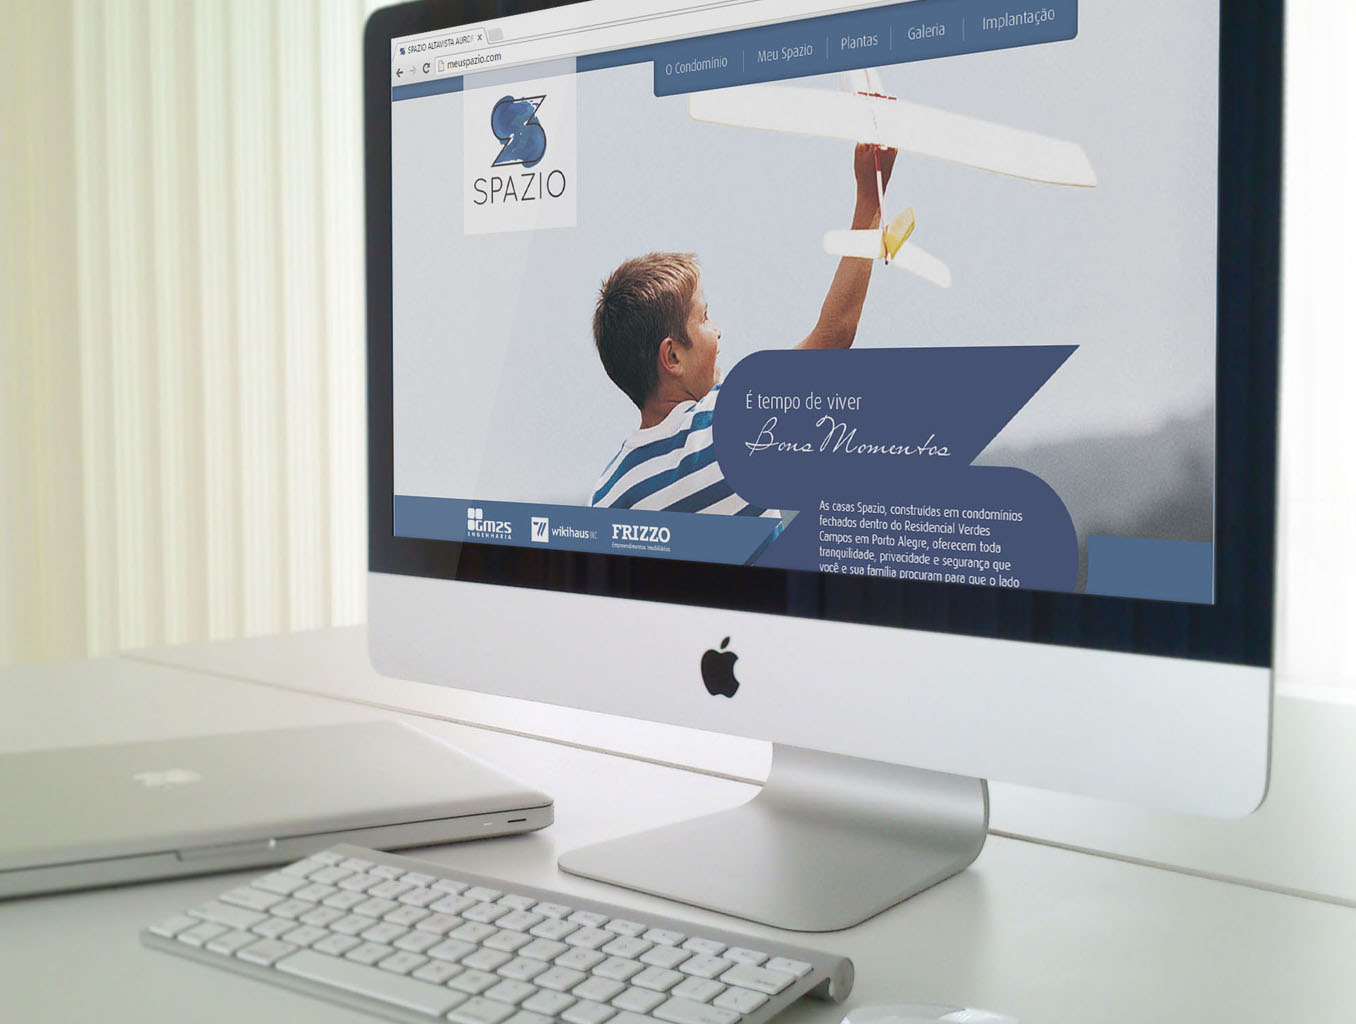 SPAZIO ALTAVISTA AUROR
meuspazio.com
O Condomínio
Meu Spazio
Plantas
Galeria
Implantação
SPAZIO
É tempo de viver
Bons Momentos
As casas Spazio, construídas em condomínios
fechados dentro do Residencial Verdes
Campos em Porto Alegre, oferecem toda
tranquilidade, privacidade e segurança que
você e sua família procuram para que o lado
GM2S
ENGENHARIA
wikihaus INC.
FRIZZO
Empreendimentos Imobiliários